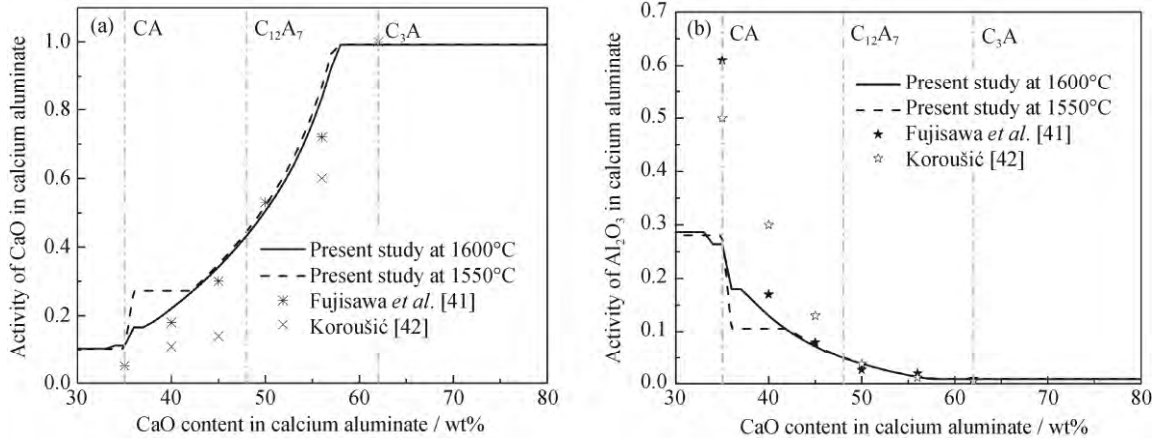 (a)
CA
C₁₂A₇
C₃A
1.0
0.8
0.6
0.4
0.2
0.0
Activity of CaO in calcium aluminate
Present study at 1600°C
Present study at 1550°C
Fujisawa et al. [41]
Koroušić [42]
30 40 50 60 70 80
CaO content in calcium aluminate / wt%
(b)
CA
C₁₂A₇
C₃A
0.7
0.6
0.5
0.4
0.3
0.2
0.1
0.0
Activity of Al₂O₃ in calcium aluminate
Present study at 1600°C
Present study at 1550°C
Fujisawa et al. [41]
Koroušić [42]
30 40 50 60 70 80
CaO content in calcium aluminate / wt%